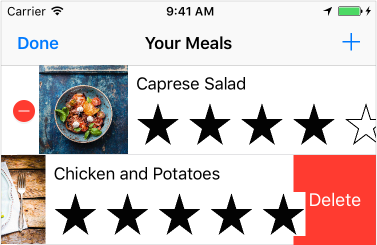 Carrier 9:41 AM
Done Your Meals +
Caprese Salad
Chicken and Potatoes
Delete